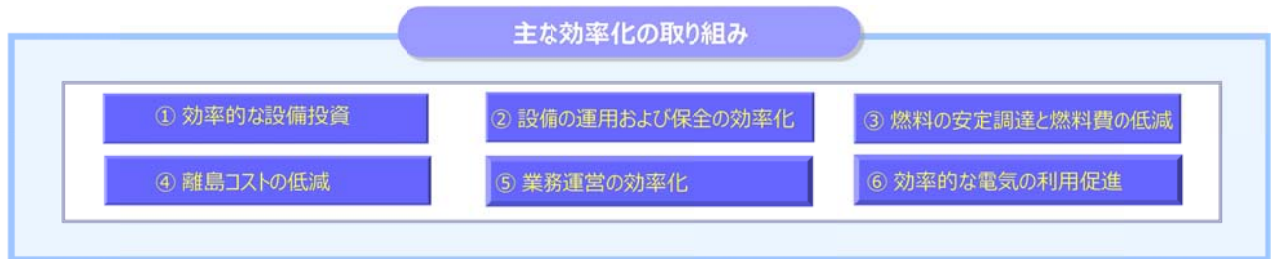 主な効率化の取り組み
① 効率的な設備投資
② 設備の運用および保全の効率化
③ 燃料の安定調達と燃料費の低減
④ 離島コストの低減
⑤ 業務運営の効率化
⑥ 効率的な電気の利用促進